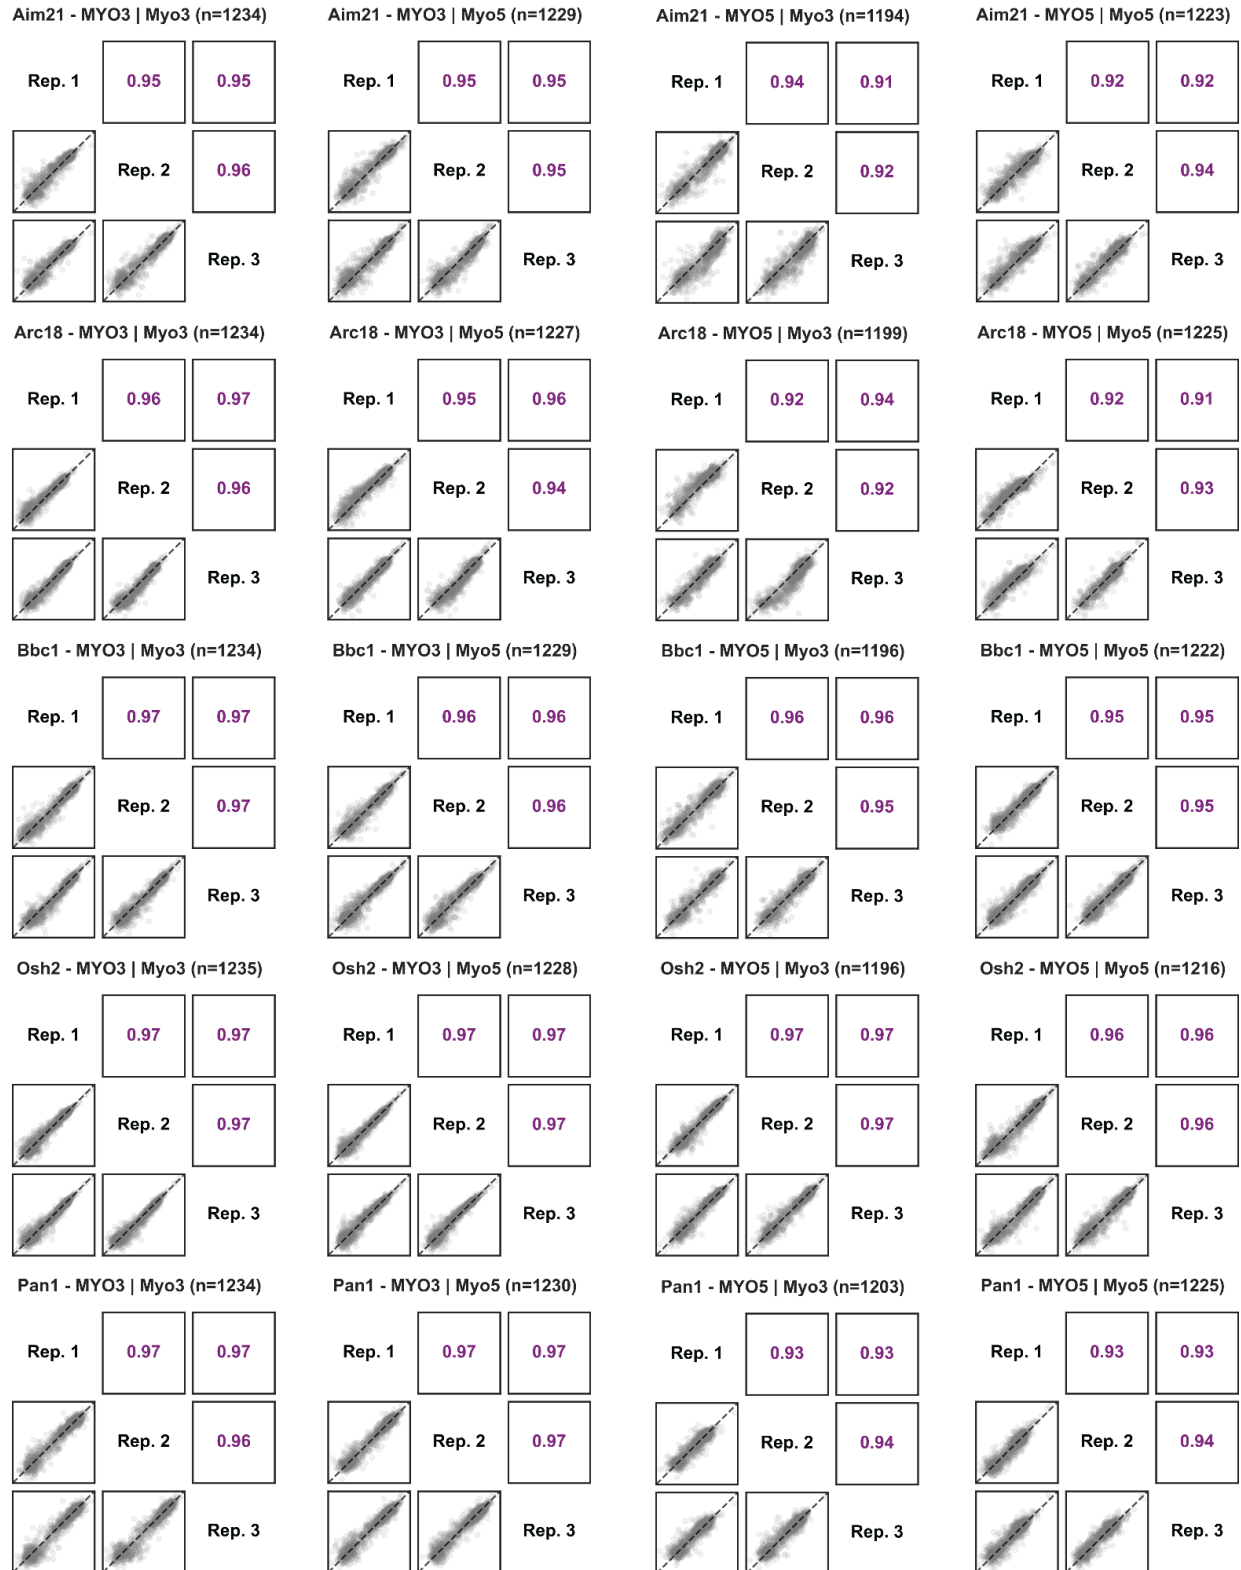 Aim21 - MYO3 | Myo3 (n=1234)
Rep. 1 0.95 0.95
Rep. 2 0.96
Rep. 3
Aim21 - MYO3 | Myo5 (n=1229)
Rep. 1 0.95 0.95
Rep. 2 0.95
Rep. 3
Aim21 - MYO5 | Myo3 (n=1194)
Rep. 1 0.94 0.91
Rep. 2 0.92
Rep. 3
Aim21 - MYO5 | Myo5 (n=1223)
Rep. 1 0.92 0.92
Rep. 2 0.94
Rep. 3
Arc18 - MYO3 | Myo3 (n=1234)
Rep. 1 0.96 0.97
Rep. 2 0.96
Rep. 3
Arc18 - MYO3 | Myo5 (n=1227)
Rep. 1 0.95 0.96
Rep. 2 0.94
Rep. 3
Arc18 - MYO5 | Myo3 (n=1199)
Rep. 1 0.92 0.94
Rep. 2 0.92
Rep. 3
Arc18 - MYO5 | Myo5 (n=1225)
Rep. 1 0.92 0.91
Rep. 2 0.93
Rep. 3
Bbc1 - MYO3 | Myo3 (n=1234)
Rep. 1 0.97 0.97
Rep. 2 0.97
Rep. 3
Bbc1 - MYO3 | Myo5 (n=1229)
Rep. 1 0.96 0.96
Rep. 2 0.96
Rep. 3
Bbc1 - MYO5 | Myo3 (n=1196)
Rep. 1 0.96 0.96
Rep. 2 0.95
Rep. 3
Bbc1 - MYO5 | Myo5 (n=1222)
Rep. 1 0.95 0.95
Rep. 2 0.95
Rep. 3
Osh2 - MYO3 | Myo3 (n=1235)
Rep. 1 0.97 0.97
Rep. 2 0.97
Rep. 3
Osh2 - MYO3 | Myo5 (n=1228)
Rep. 1 0.97 0.97
Rep. 2 0.97
Rep. 3
Osh2 - MYO5 | Myo3 (n=1196)
Rep. 1 0.97 0.97
Rep. 2 0.97
Rep. 3
Osh2 - MYO5 | Myo5 (n=1216)
Rep. 1 0.96 0.96
Rep. 2 0.96
Rep. 3
Pan1 - MYO3 | Myo3 (n=1234)
Rep. 1 0.97 0.97
Rep. 2 0.96
Rep. 3
Pan1 - MYO3 | Myo5 (n=1230)
Rep. 1 0.97 0.97
Rep. 2 0.97
Rep. 3
Pan1 - MYO5 | Myo3 (n=1203)
Rep. 1 0.93 0.93
Rep. 2 0.94
Rep. 3
Pan1 - MYO5 | Myo5 (n=1225)
Rep. 1 0.93 0.93
Rep. 2 0.94
Rep. 3